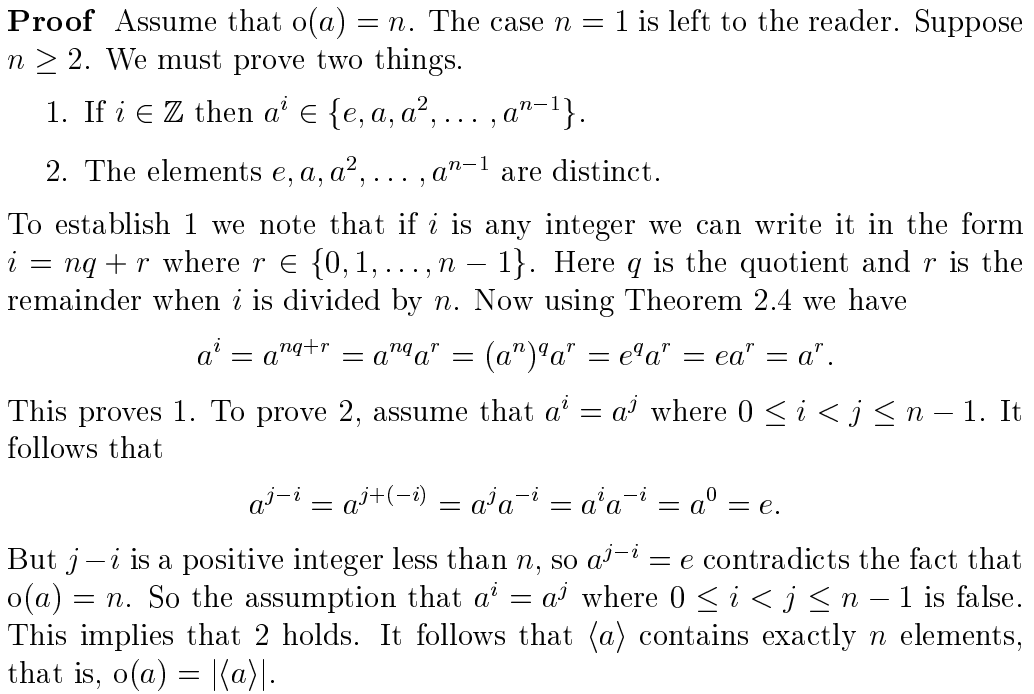 Proof Assume that o(a) = n. The case n = 1 is left to the reader. Suppose
n ≥ 2. We must prove two things.
1. If i ∈ ℤ then aⁱ ∈ {e, a, a², . . . , aⁿ⁻¹}.
2. The elements e, a, a², . . . , aⁿ⁻¹ are distinct.
To establish 1 we note that if i is any integer we can write it in the form
i = nq + r where r ∈ {0, 1, . . . , n − 1}. Here q is the quotient and r is the
remainder when i is divided by n. Now using Theorem 2.4 we have
a^i = a^{nq+r} = a^{nq}a^r = (a^n)^q a^r = e^q a^r = ea^r = a^r.
This proves 1. To prove 2, assume that a^i = a^j where 0 ≤ i < j ≤ n − 1. It
follows that
a^{j−i} = a^{j+(−i)} = a^j a^{−i} = a^i a^{−i} = a^0 = e.
But j − i is a positive integer less than n, so a^{j−i} = e contradicts the fact that
o(a) = n. So the assumption that a^i = a^j where 0 ≤ i < j ≤ n − 1 is false.
This implies that 2 holds. It follows that ⟨a⟩ contains exactly n elements,
that is, o(a) = |⟨a⟩|.